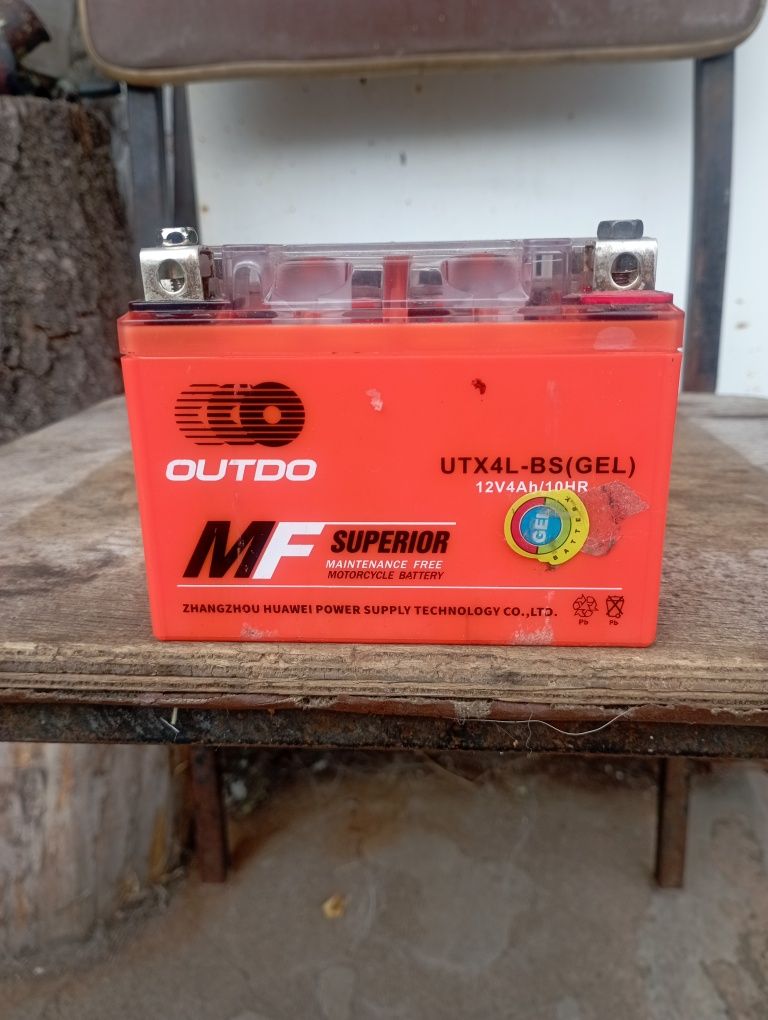 OUTDO
UTX4L-BS(GEL)
12V4Ah/10HR
GEL
BATTERY
MF SUPERIOR
MAINTENANCE FREE
MOTORCYCLE BATTERY
ZHANGZHOU HUAWEI POWER SUPPLY TECHNOLOGY CO.,LTD.
Pb Pb